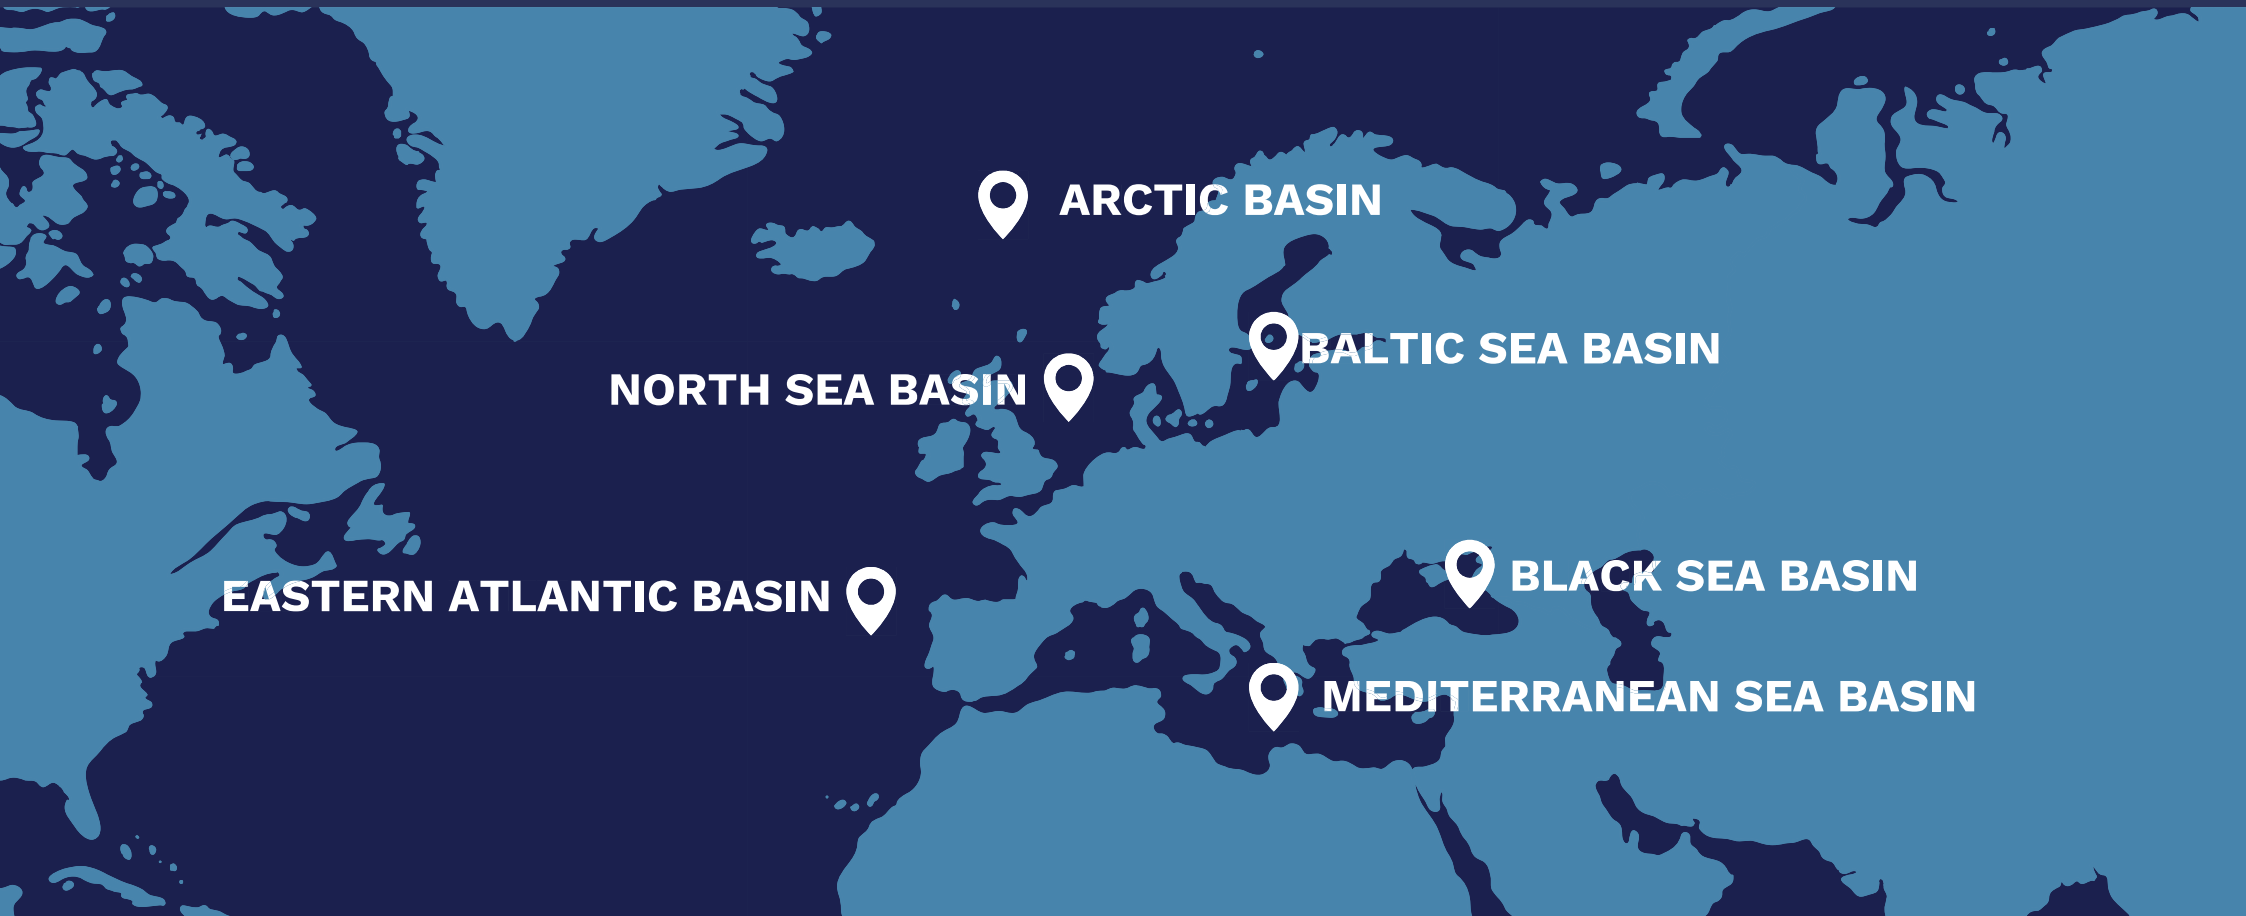 ARCTIC BASIN
BALTIC SEA BASIN
NORTH SEA BASIN
BLACK SEA BASIN
EASTERN ATLANTIC BASIN
MEDITERRANEAN SEA BASIN